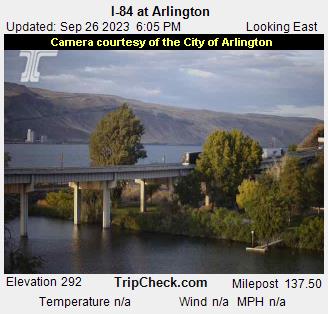 I-84 at Arlington
Updated: Sep 26 2023 6:05 PM Looking East
Camera courtesy of the City of Arlington
Elevation 292 TripCheck.com Milepost 137.50
Temperature n/a Wind n/a MPH n/a